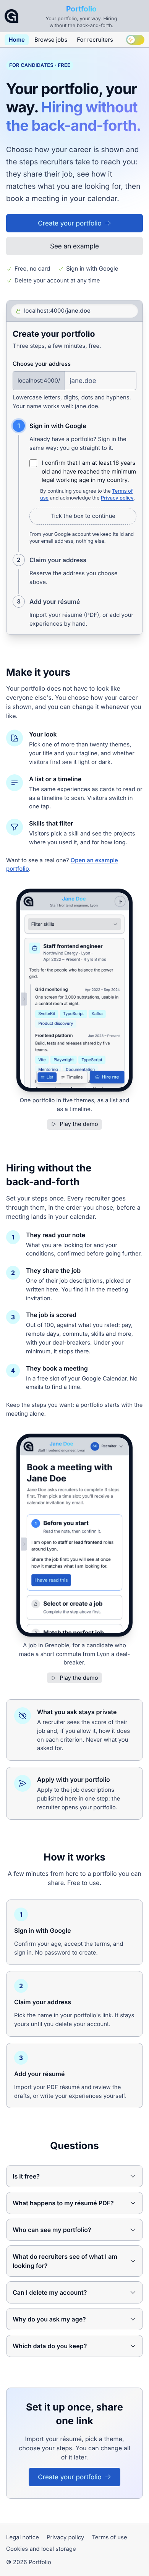 Portfolio
Your portfolio, your way. Hiring
without the back-and-forth.
Home Browse jobs For recruiters
FOR CANDIDATES · FREE
Your portfolio, your
way. Hiring without
the back-and-forth.
Choose how your career is shown and
the steps recruiters take to reach you:
they share the job, see how it
matches what you are looking for, then
book a meeting in your calendar.
Create your portfolio
See an example
Free, no card Sign in with Google
Delete your account at any time
localhost:4000/jane.doe
Create your portfolio
Three steps, a few minutes, free.
Choose your address
localhost:4000/ jane.doe
Lowercase letters, digits, dots and hyphens.
Your name works well: jane.doe.
1 Sign in with Google
Already have a portfolio? Sign in the
same way: you go straight to it.
I confirm that I am at least 16 years
old and have reached the minimum
legal working age in my country.
By continuing you agree to the Terms of
use and acknowledge the Privacy policy.
Tick the box to continue
From your Google account we keep its id and
your email address, nothing else.
2 Claim your address
Reserve the address you choose
above.
3 Add your résumé
Import your résumé (PDF), or add your
experiences by hand.
Make it yours
Your portfolio does not have to look like
everyone else's. You choose how your career
is shown, and you can change it whenever you
like.
Your look
Pick one of more than twenty themes,
your title and your tagline, and whether
visitors first see it light or dark.
A list or a timeline
The same experiences as cards to read or
as a timeline to scan. Visitors switch in
one tap.
Skills that filter
Visitors pick a skill and see the projects
where you used it, and for how long.
Want to see a real one? Open an example
portfolio.
Jane Doe
Staff frontend engineer, Lyon
Filter skills
Staff frontend engineer
Northwind Energy · Lyon
Apr 2022 – Present · 4 yrs 6 mos
Tools for the people who balance the
power grid.
Grid monitoring Apr 2022 – Sep 2024
One screen for 3,000 substations, usable in
a control room at night.
SvelteKit TypeScript Kafka
Product discovery
Frontend platform Jun 2023 – Present
Build, tests and releases shared by five
teams.
Vite Playwright TypeScript
Mentoring Documentation
List Timeline Hire me
One portfolio in five themes, as a list and
as a timeline.
Play the demo
Hiring without the
back-and-forth
Set your steps once. Every recruiter goes
through them, in the order you chose, before a
meeting lands in your calendar.
1 They read your note
What you are looking for and your
conditions, confirmed before going further.
2 They share the job
One of their job descriptions, picked or
written here. You find it in the meeting
invitation.
3 The job is scored
Out of 100, against what you rated: pay,
remote days, commute, skills and more,
with your deal-breakers. Under your
minimum, it stops there.
4 They book a meeting
In a free slot of your Google Calendar. No
emails to find a time.
Keep the steps you want: a portfolio starts with the
meeting alone.
Jane Doe
Staff frontend engineer, Lyon
Recruiter
Book a meeting with
Jane Doe
Jane Doe asks recruiters to complete 3 steps
first. Then pick a time slot: you'll receive a
calendar invitation by email.
Before you start
Read the note, then confirm it.
I am open to staff or lead frontend roles
around Lyon.
Share the job first: you will see at once
how it matches what I am looking for.
I have read this
Select or create a job
Complete the step above first.
Match the perfect job
A job in Grenoble, for a candidate who
made a short commute from Lyon a deal-
breaker.
Play the demo
What you ask stays private
A recruiter sees the score of their
job and, if you allow it, how it does
on each criterion. Never what you
asked for.
Apply with your portfolio
Apply to the job descriptions
published here in one step: the
recruiter opens your portfolio.
How it works
A few minutes from here to a portfolio you can
share. Free to use.
1
Sign in with Google
Confirm your age, accept the terms, and
sign in. No password to create.
2
Claim your address
Pick the name in your portfolio's link. It stays
yours until you delete your account.
3
Add your résumé
Import your PDF résumé and review the
drafts, or write your experiences yourself.
Questions
Is it free?
What happens to my résumé PDF?
Who can see my portfolio?
What do recruiters see of what I am
looking for?
Can I delete my account?
Why do you ask my age?
Which data do you keep?
Set it up once, share
one link
Import your résumé, pick a theme,
choose your steps. You can change all
of it later.
Create your portfolio
Legal notice Privacy policy Terms of use
Cookies and local storage
© 2026 Portfolio